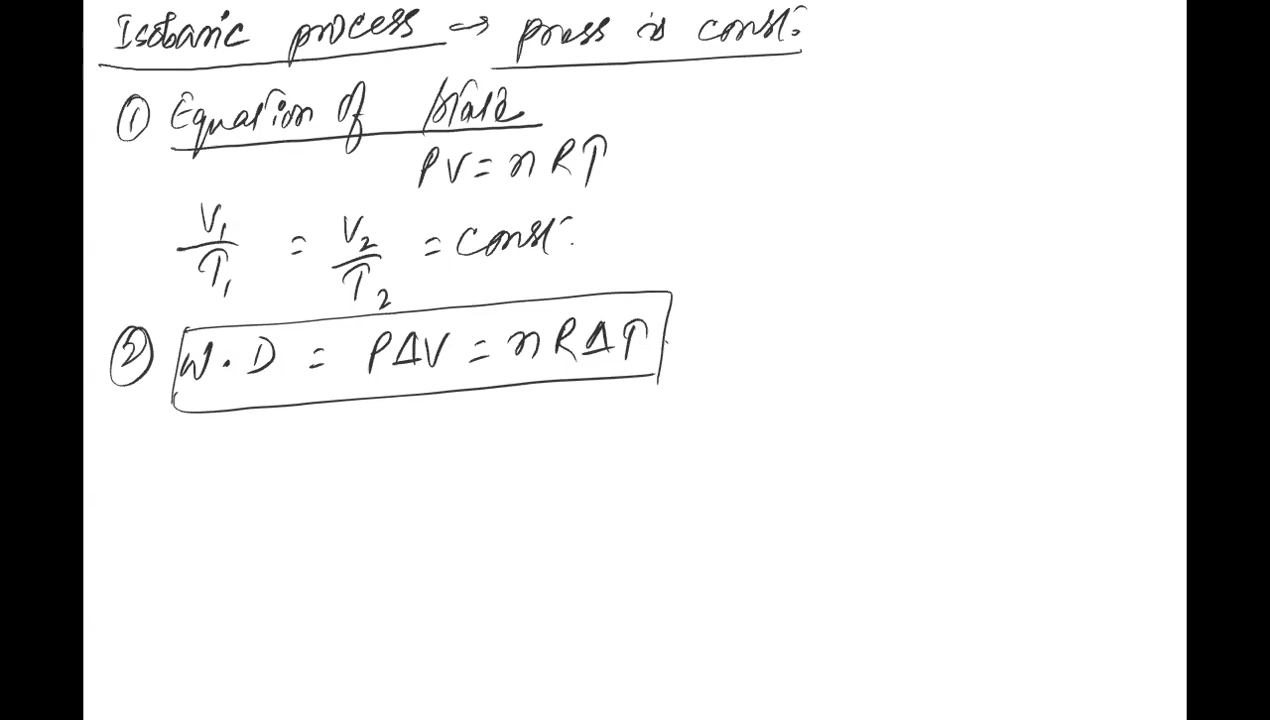 Isobaric process => press is const.
① Equation of state
PV = nRT
V₁/T₁ = V₂/T₂ = const.
② W.D = PΔV = nRΔT